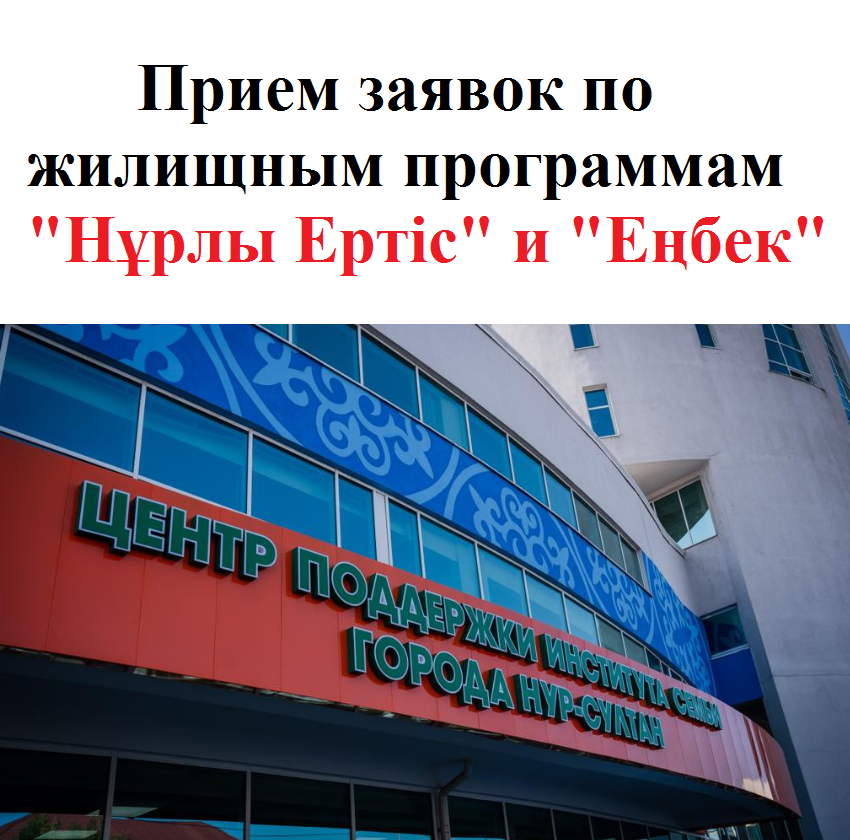 Прием заявок по
жилищным программам
"Нұрлы Ертіс" и "Еңбек"
ЦЕНТР ПОДДЕРЖКИ ИНСТИТУТА СЕМЬИ
ГОРОДА НУР-СУЛТАН